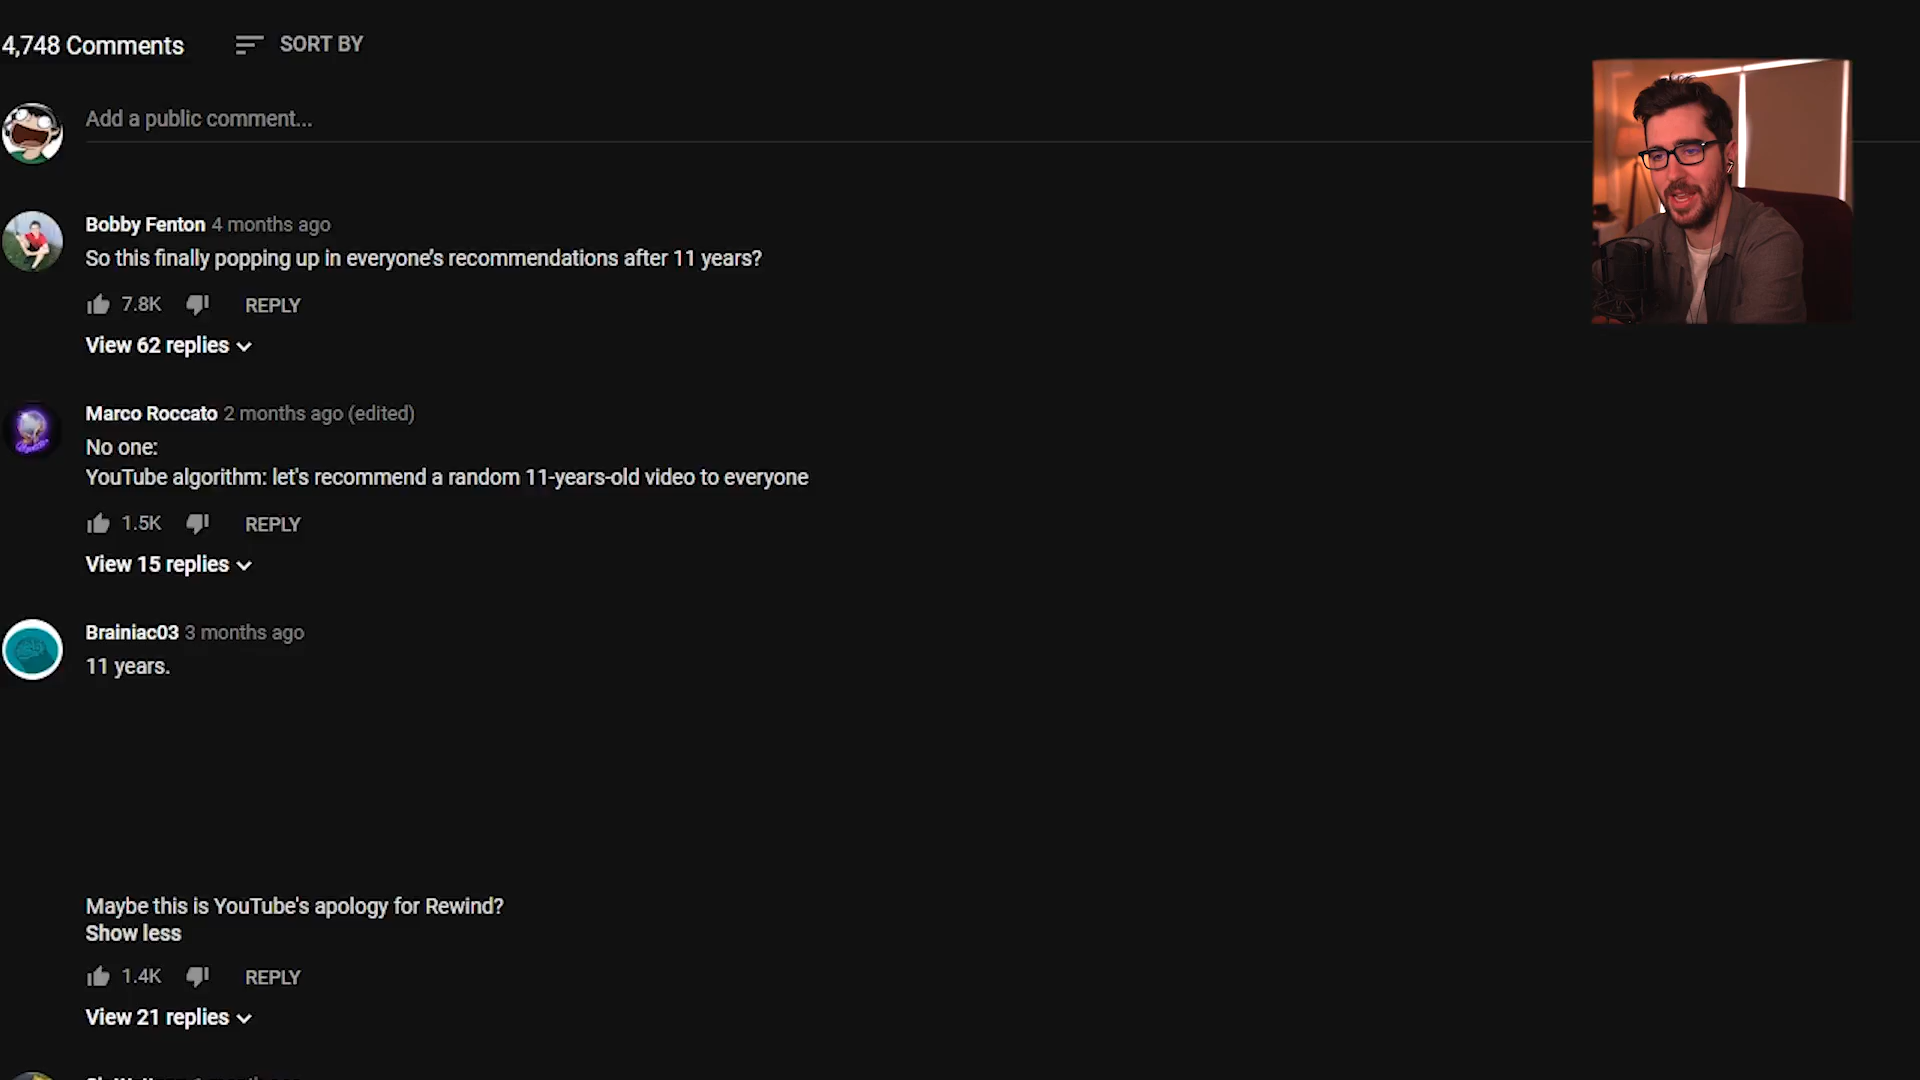 4,748 Comments
SORT BY
Add a public comment...
Bobby Fenton 4 months ago
So this finally popping up in everyone's recommendations after 11 years?
7.8K
REPLY
View 62 replies
Marco Roccato 2 months ago (edited)
No one:
YouTube algorithm: let's recommend a random 11-years-old video to everyone
1.5K
REPLY
View 15 replies
Brainiac03 3 months ago
11 years.
Maybe this is YouTube's apology for Rewind?
Show less
1.4K
REPLY
View 21 replies